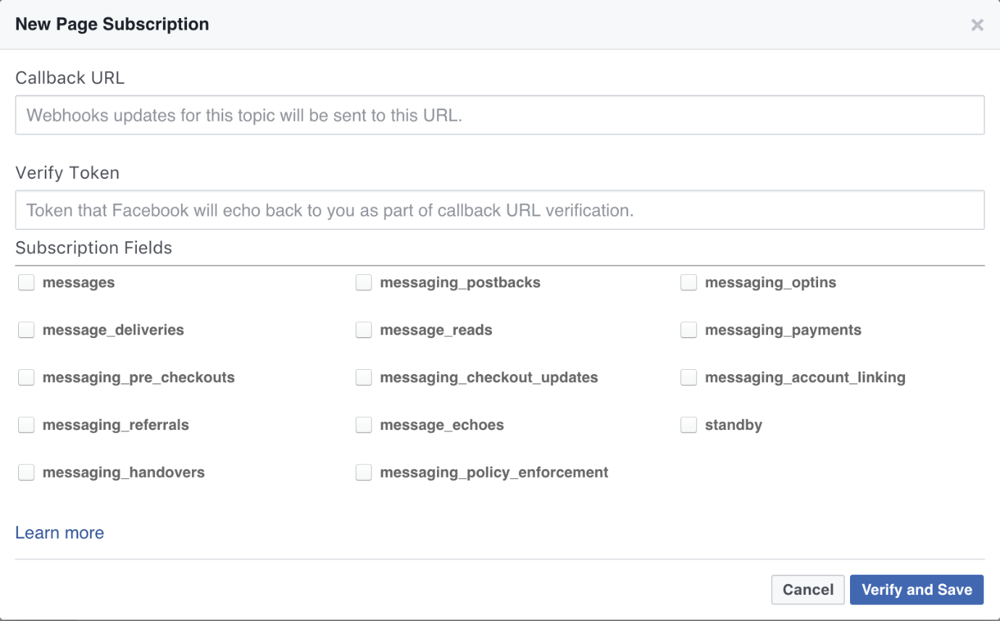 New Page Subscription
Callback URL
Webhooks updates for this topic will be sent to this URL.
Verify Token
Token that Facebook will echo back to you as part of callback URL verification.
Subscription Fields
messages messaging_postbacks messaging_optins
message_deliveries message_reads messaging_payments
messaging_pre_checkouts messaging_checkout_updates messaging_account_linking
messaging_referrals message_echoes standby
messaging_handovers messaging_policy_enforcement
Learn more
Cancel Verify and Save